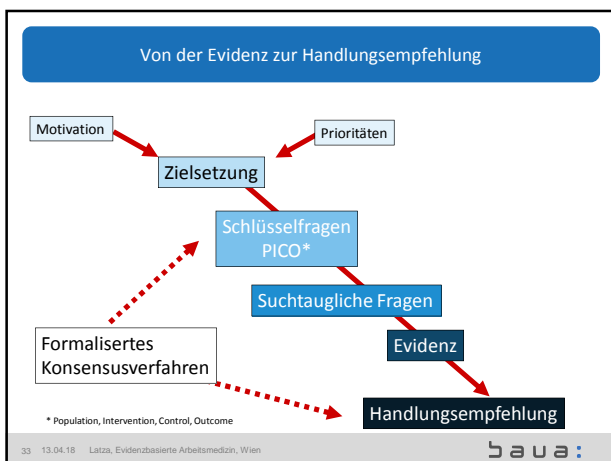 Von der Evidenz zur Handlungsempfehlung
Motivation
Prioritäten
Zielsetzung
Schlüsselfragen
PICO*
Suchtaugliche Fragen
Formalisertes
Konsensusverfahren
Evidenz
* Population, Intervention, Control, Outcome
Handlungsempfehlung
33 13.04.18 Latza, Evidenzbasierte Arbeitsmedizin, Wien
baua: